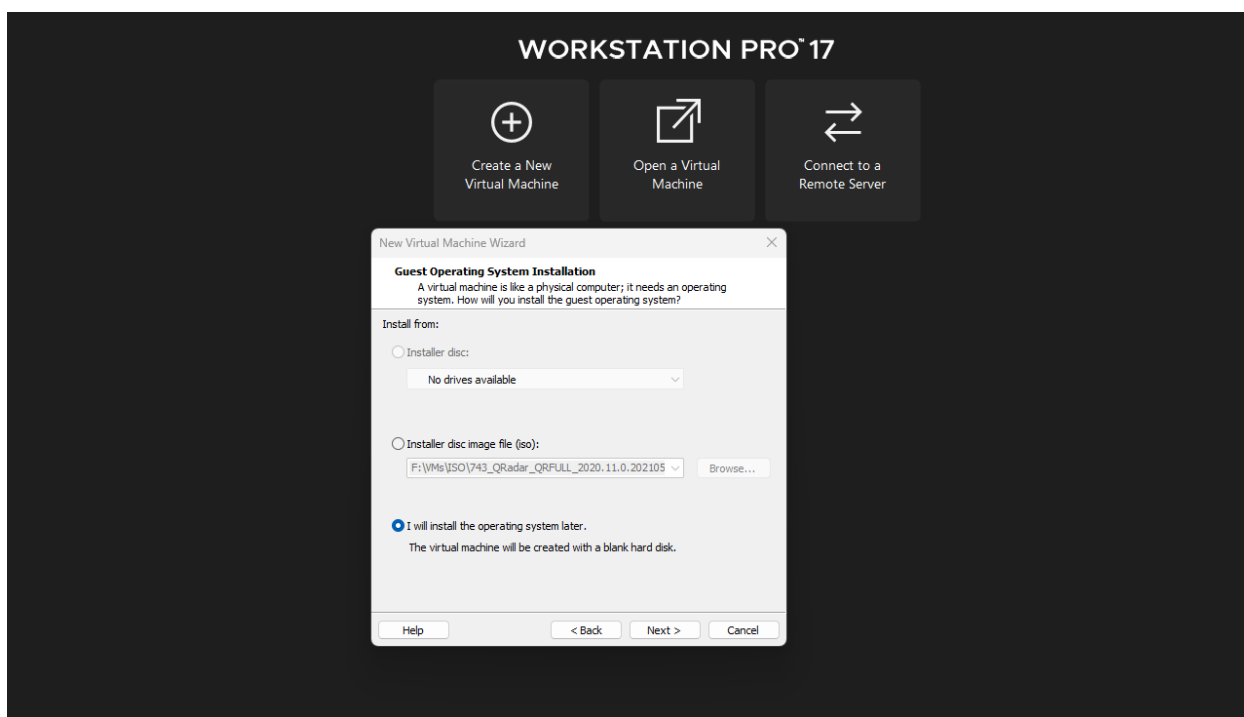 WORKSTATION PRO™ 17
Create a New
Virtual Machine
Open a Virtual
Machine
Connect to a
Remote Server
New Virtual Machine Wizard
Guest Operating System Installation
A virtual machine is like a physical computer; it needs an operating
system. How will you install the guest operating system?
Install from:
Installer disc:
No drives available
Installer disc image file (iso):
F:\VMs\ISO\743_QRadar_QRFULL_2020.11.0.202105
Browse...
I will install the operating system later.
The virtual machine will be created with a blank hard disk.
Help
< Back
Next >
Cancel